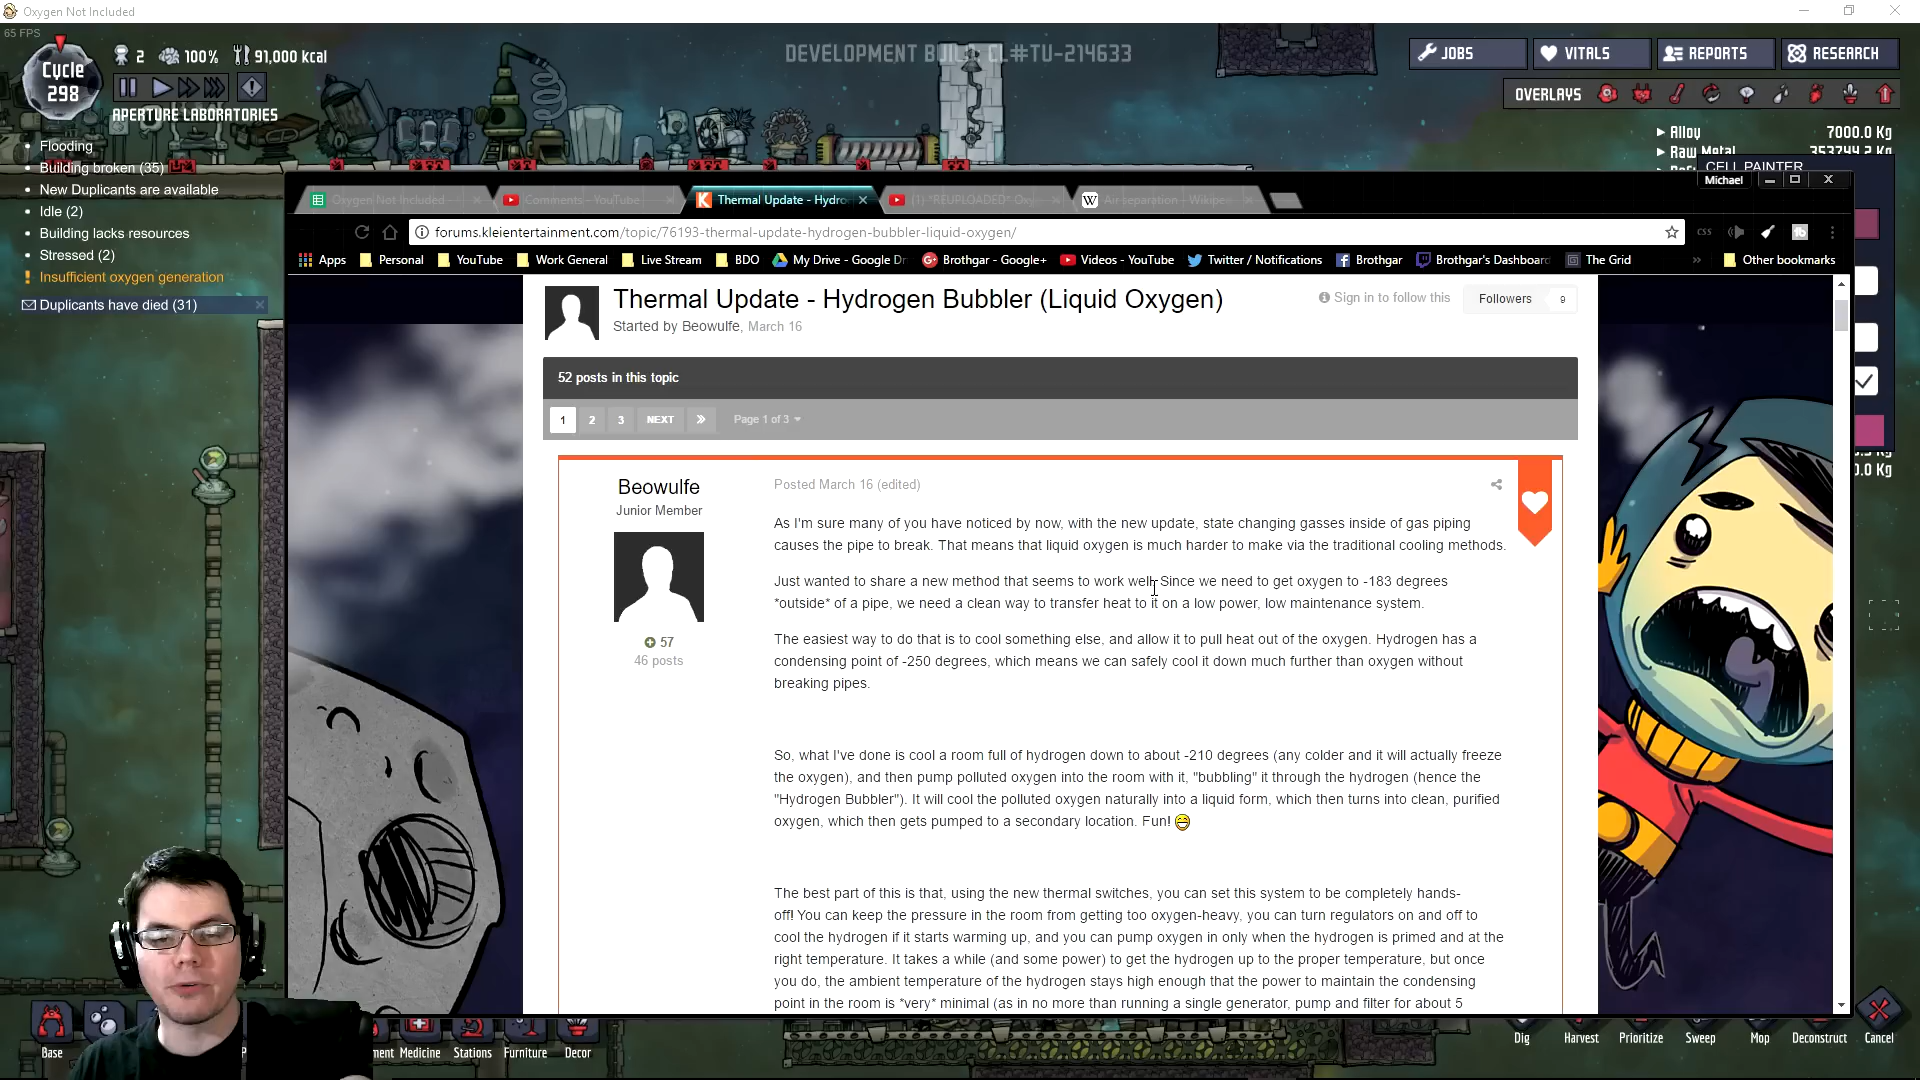 Oxygen Not Included
65 FPS
Cycle
298
2
100%
91,000 kcal
APERTURE LABORATORIES
DEVELOPMENT BUILD CL#TU-214633
JOBS
VITALS
REPORTS
RESEARCH
OVERLAYS
Alloy 7000.0 Kg
Raw Metal 353744.2 Kg
CELL PAINTER
Flooding
Building broken (35)
New Duplicants are available
Idle (2)
Building lacks resources
Stressed (2)
Insufficient oxygen generation
Duplicants have died (31)
Michael
Oxygen Not Included
Comments - YouTube
Thermal Update - Hydro
(1) *REUPLOADED* Oxy
Air separation - Wikipe
forums.kleientertainment.com/topic/76193-thermal-update-hydrogen-bubbler-liquid-oxygen/
CSS
Apps
Personal
YouTube
Work General
Live Stream
BDO
My Drive - Google Dr
Brothgar - Google+
Videos - YouTube
Twitter / Notifications
Brothgar
Brothgar's Dashboard
The Grid
Other bookmarks
Thermal Update - Hydrogen Bubbler (Liquid Oxygen)
Started by Beowulfe, March 16
Sign in to follow this
Followers 9
52 posts in this topic
1 2 3 NEXT » Page 1 of 3
Beowulfe
Junior Member
57
46 posts
Posted March 16 (edited)
As I'm sure many of you have noticed by now, with the new update, state changing gasses inside of gas piping
causes the pipe to break. That means that liquid oxygen is much harder to make via the traditional cooling methods.
Just wanted to share a new method that seems to work well. Since we need to get oxygen to -183 degrees
*outside* of a pipe, we need a clean way to transfer heat to it on a low power, low maintenance system.
The easiest way to do that is to cool something else, and allow it to pull heat out of the oxygen. Hydrogen has a
condensing point of -250 degrees, which means we can safely cool it down much further than oxygen without
breaking pipes.
So, what I've done is cool a room full of hydrogen down to about -210 degrees (any colder and it will actually freeze
the oxygen), and then pump polluted oxygen into the room with it, "bubbling" it through the hydrogen (hence the
"Hydrogen Bubbler"). It will cool the polluted oxygen naturally into a liquid form, which then turns into clean, purified
oxygen, which then gets pumped to a secondary location. Fun!
The best part of this is that, using the new thermal switches, you can set this system to be completely hands-
off! You can keep the pressure in the room from getting too oxygen-heavy, you can turn regulators on and off to
cool the hydrogen if it starts warming up, and you can pump oxygen in only when the hydrogen is primed and at the
right temperature. It takes a while (and some power) to get the hydrogen up to the proper temperature, but once
you do, the ambient temperature of the hydrogen stays high enough that the power to maintain the condensing
point in the room is *very* minimal (as in no more than running a single generator, pump and filter for about 5
0.0 Kg
Base
Medicine
Stations
Furniture
Decor
Dig
Harvest
Prioritize
Sweep
Mop
Deconstruct
Cancel